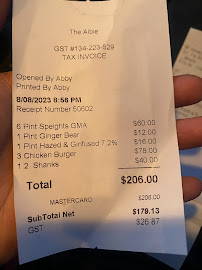 The Albie
GST #134-223-529
TAX INVOICE
Opened By Abby
Printed By Abby
8/08/2023 8:56 PM
Receipt Number 50602
6 Pint Speights GMA $60.00
1 Pint Ginger Bear $12.00
1 Pint Hazed & Ginfused 7.2% $16.00
3 Chicken Burger $78.00
1 2. Shanks $40.00
Total $206.00
MASTERCARD $206.00
SubTotal Net $179.13
GST $26.87